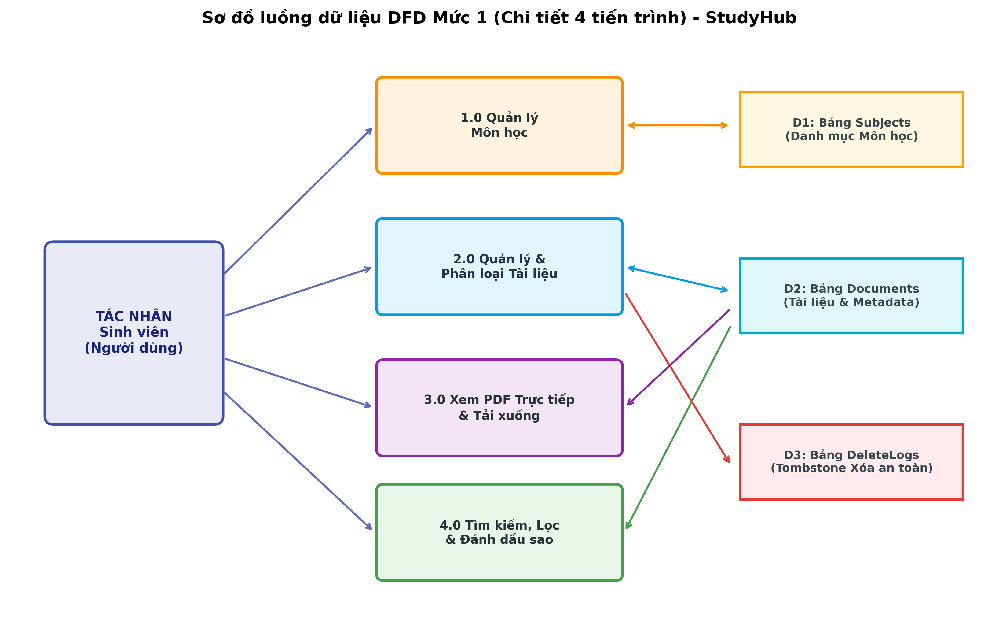 Sơ đồ luồng dữ liệu DFD Mức 1 (Chi tiết 4 tiến trình) - StudyHub
TÁC NHÂN
Sinh viên
(Người dùng)
1.0 Quản lý
Môn học
2.0 Quản lý &
Phân loại Tài liệu
3.0 Xem PDF Trực tiếp
& Tải xuống
4.0 Tìm kiếm, Lọc
& Đánh dấu sao
D1: Bảng Subjects
(Danh mục Môn học)
D2: Bảng Documents
(Tài liệu & Metadata)
D3: Bảng DeleteLogs
(Tombstone Xóa an toàn)